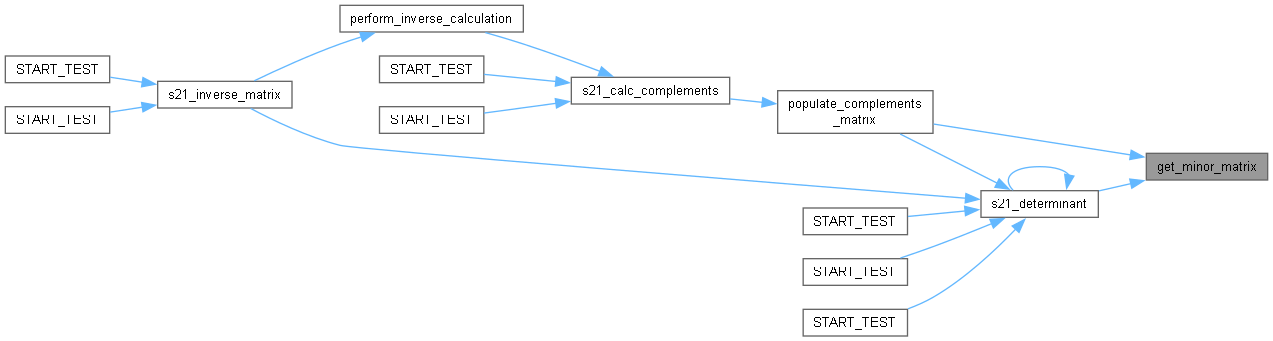 perform_inverse_calculation
START_TEST
START_TEST
s21_calc_complements
s21_inverse_matrix
populate_complements
_matrix
START_TEST
START_TEST
get_minor_matrix
s21_determinant
START_TEST
START_TEST
START_TEST